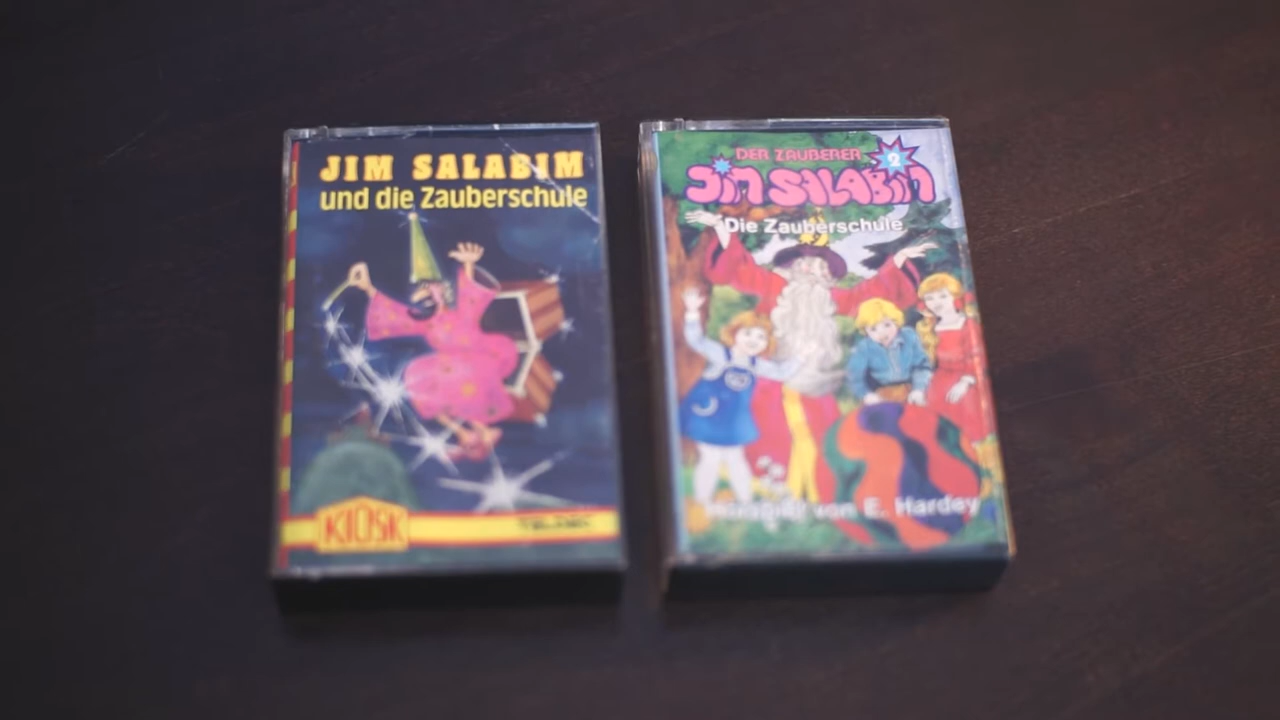 JIM SALABIM
und die Zauberschule
KIOSK
DER ZAUBERER
2
JIM SALABIM
Die Zauberschule
von E. Hardey